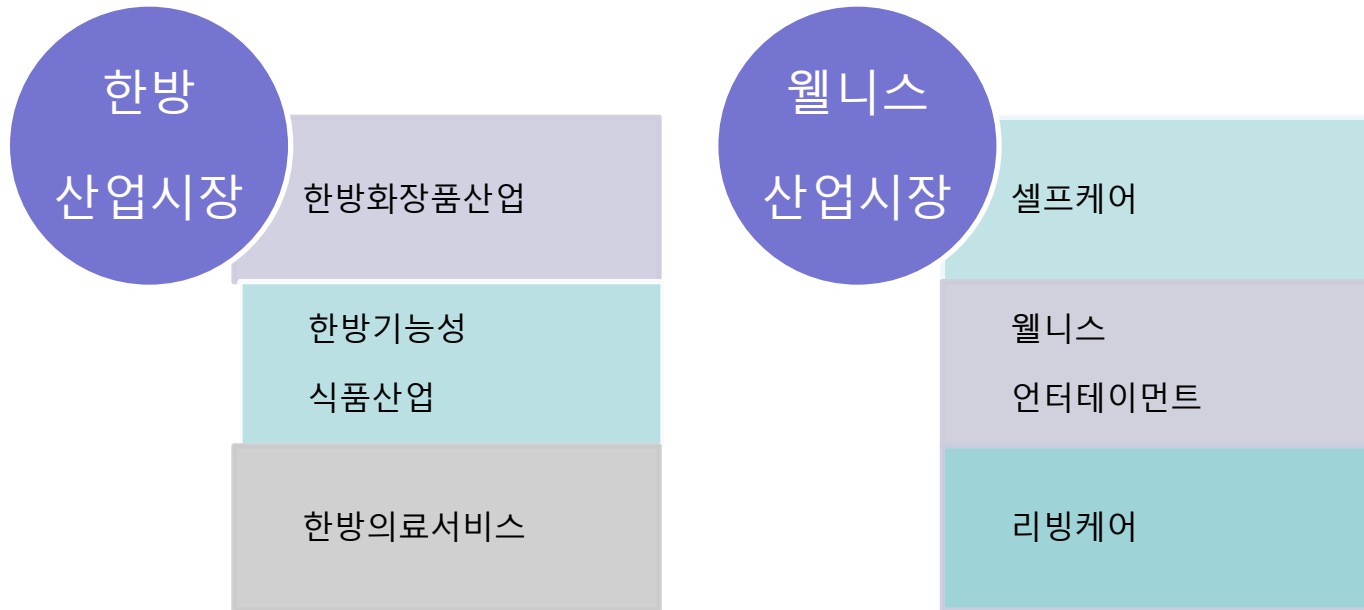 한방
산업시장
한방화장품산업
한방기능성
식품산업
한방의료서비스
웰니스
산업시장
셀프케어
웰니스
언터테이먼트
리빙케어